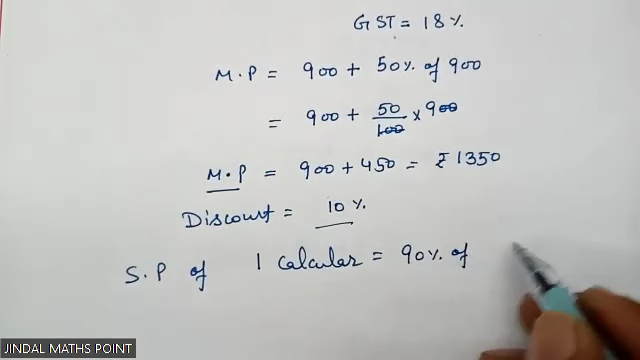 GST = 18%
M.P = 900 + 50% of 900
= 900 + 50/100 × 900
M.P = 900 + 450 = ₹1350
Discount = 10%
S.P of 1 calcular = 90% of
JINDAL MATHS POINT